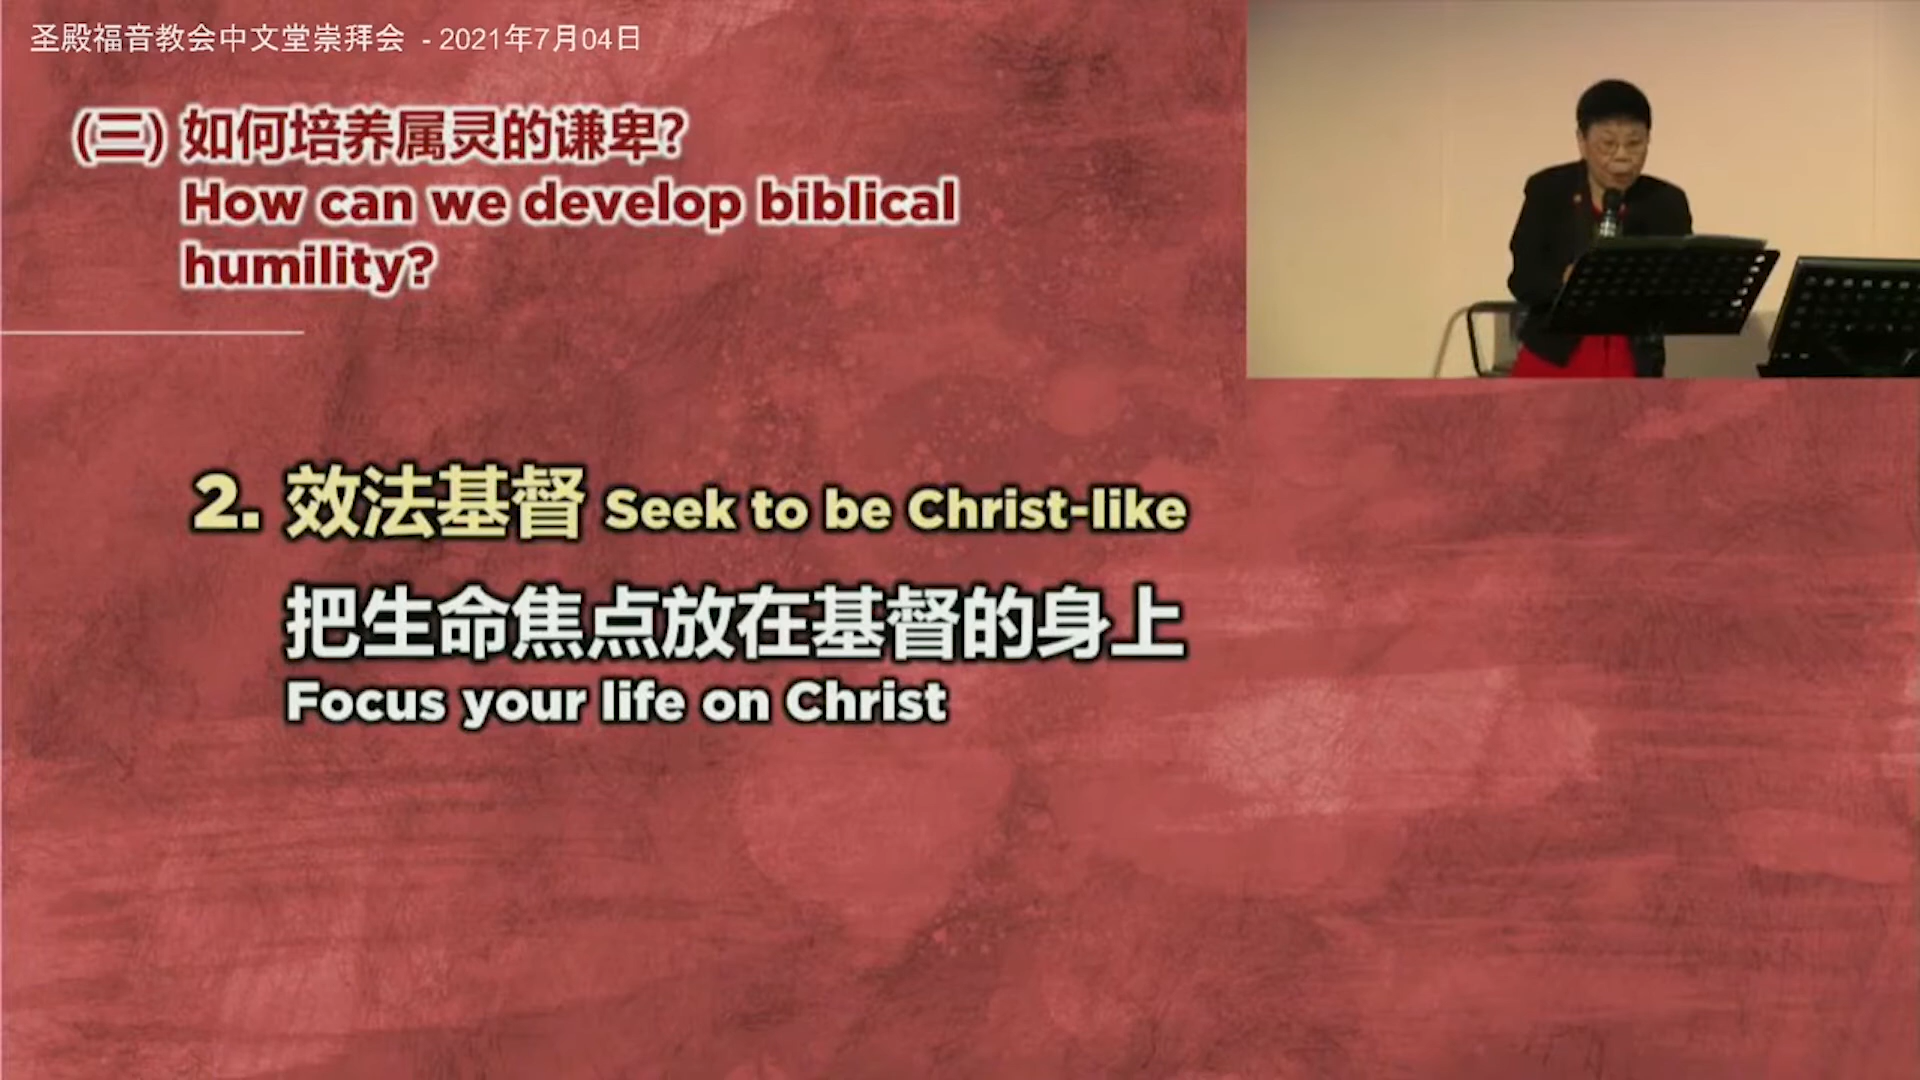 圣殿福音教会中文堂崇拜会 - 2021年7月04日
(三) 如何培养属灵的谦卑?
How can we develop biblical
humility?
2. 效法基督 Seek to be Christ-like
把生命焦点放在基督的身上
Focus your life on Christ